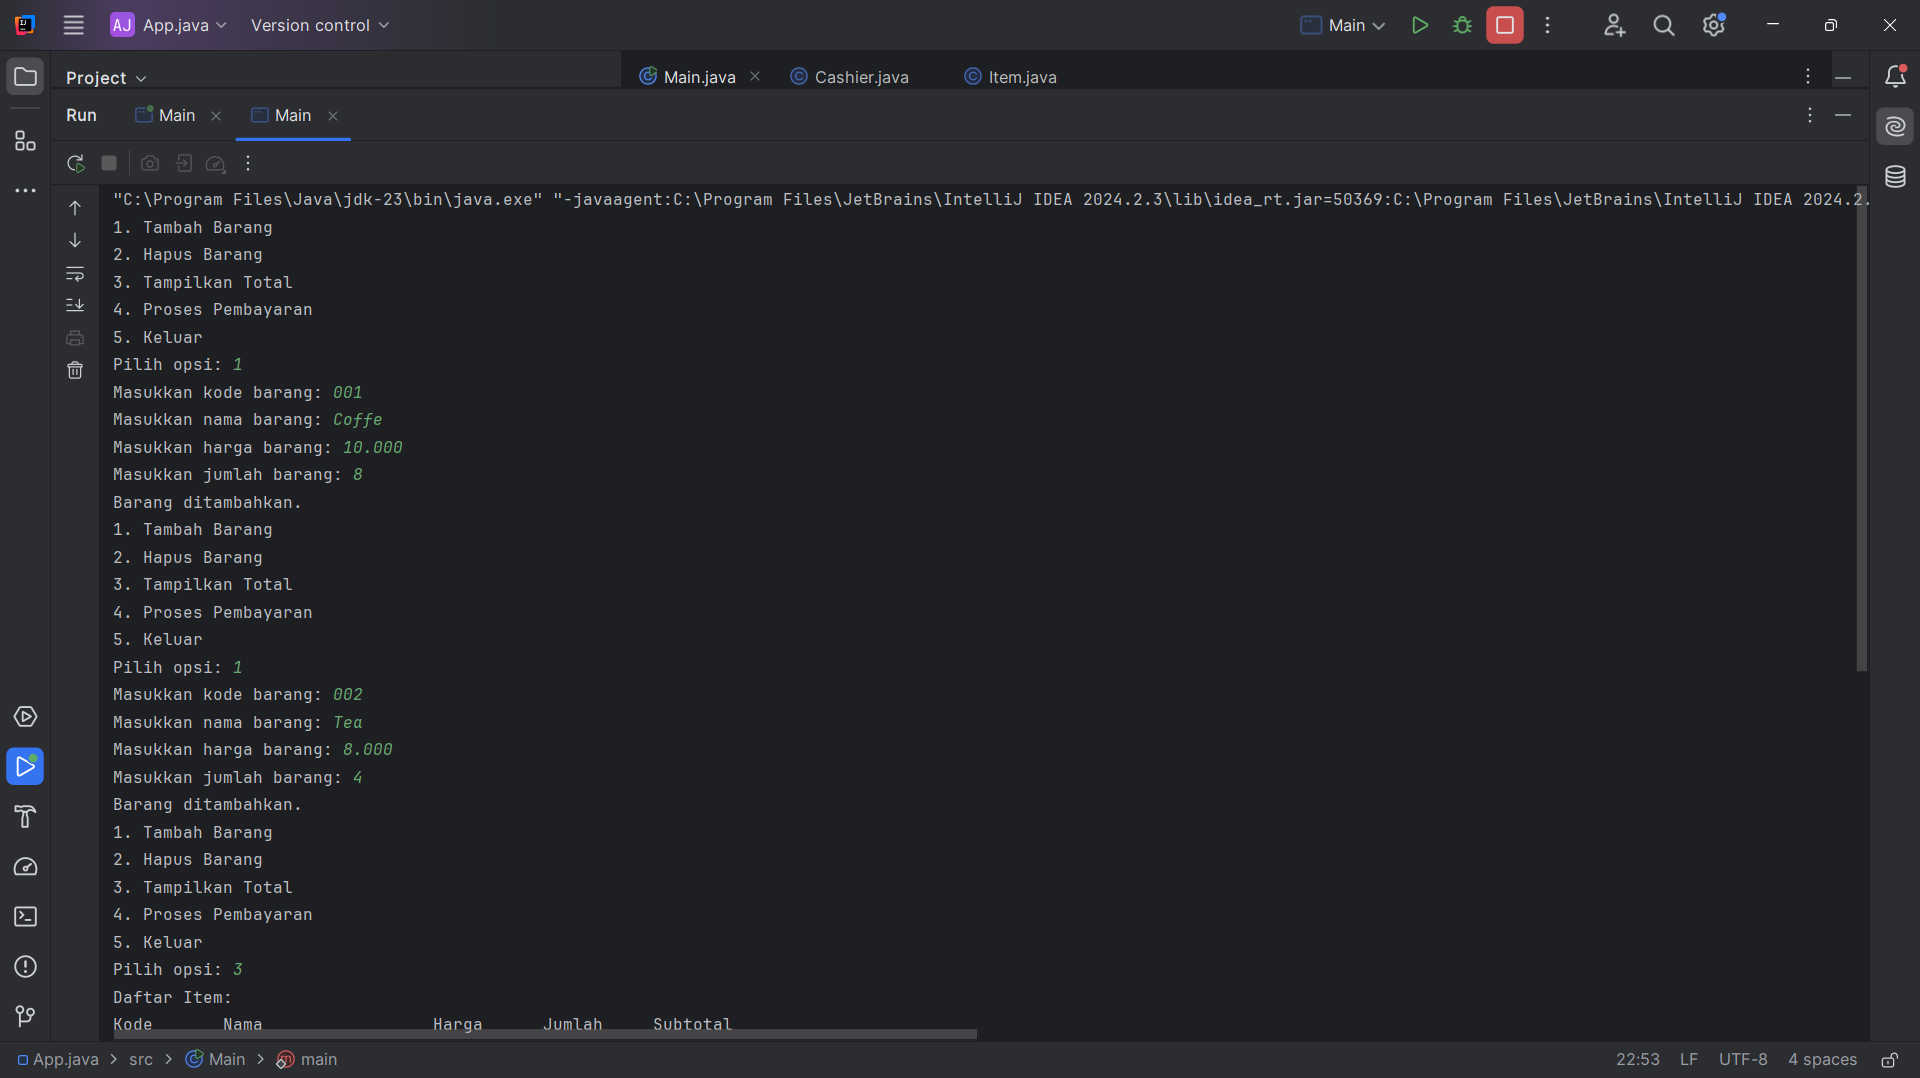 AJ App.java Version control Main
Project Main.java Cashier.java Item.java
Run Main Main
"C:\Program Files\Java\jdk-23\bin\java.exe" "-javaagent:C:\Program Files\JetBrains\IntelliJ IDEA 2024.2.3\lib\idea_rt.jar=50369:C:\Program Files\JetBrains\IntelliJ IDEA 2024.2.
1. Tambah Barang
2. Hapus Barang
3. Tampilkan Total
4. Proses Pembayaran
5. Keluar
Pilih opsi: 1
Masukkan kode barang: 001
Masukkan nama barang: Coffe
Masukkan harga barang: 10.000
Masukkan jumlah barang: 8
Barang ditambahkan.
1. Tambah Barang
2. Hapus Barang
3. Tampilkan Total
4. Proses Pembayaran
5. Keluar
Pilih opsi: 1
Masukkan kode barang: 002
Masukkan nama barang: Tea
Masukkan harga barang: 8.000
Masukkan jumlah barang: 4
Barang ditambahkan.
1. Tambah Barang
2. Hapus Barang
3. Tampilkan Total
4. Proses Pembayaran
5. Keluar
Pilih opsi: 3
Daftar Item:
Kode Nama Harga Jumlah Subtotal
App.java > src > Main > main 22:53 LF UTF-8 4 spaces